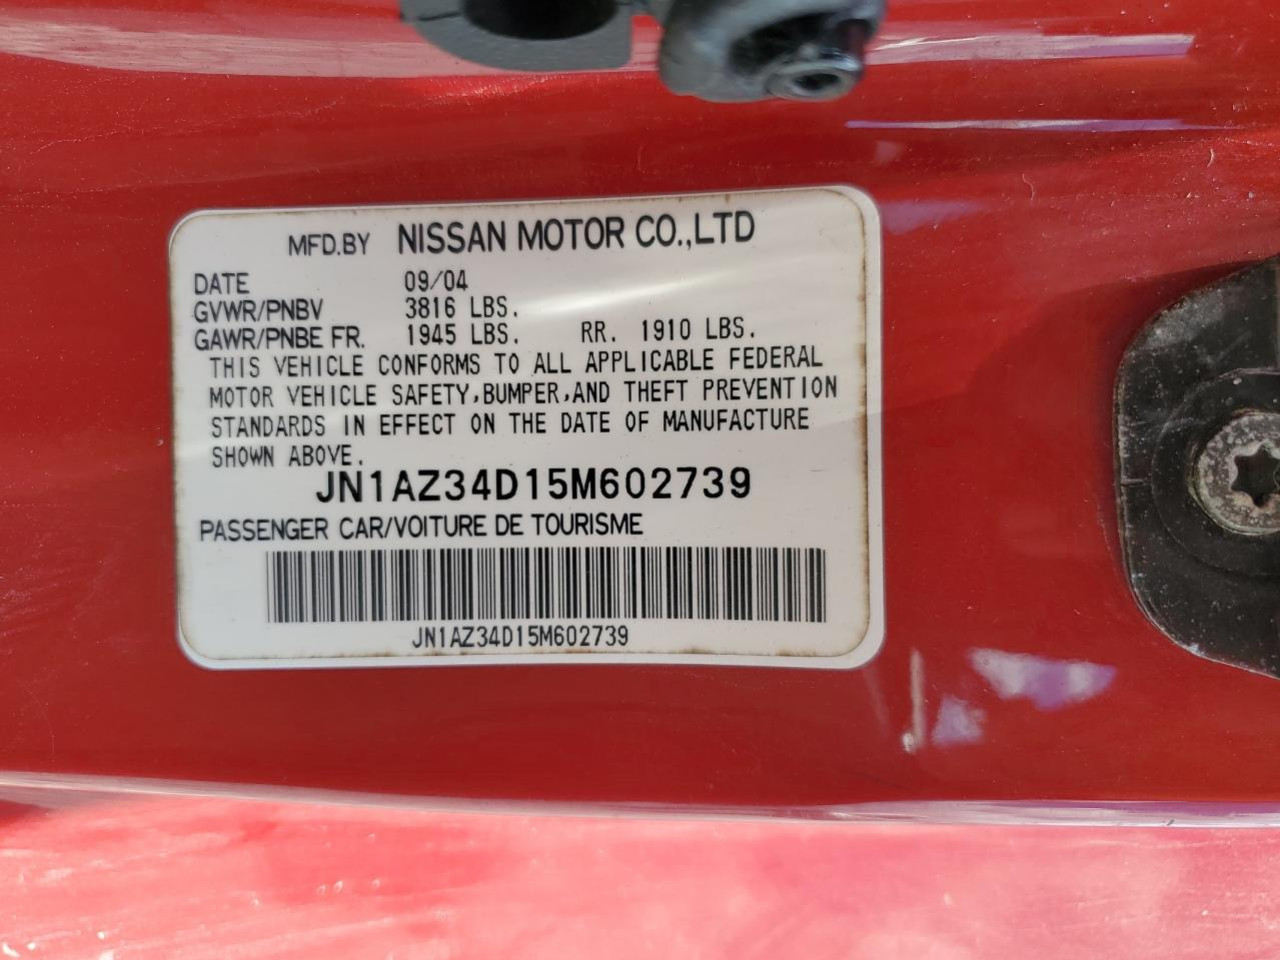 MFD.BY NISSAN MOTOR CO.,LTD
DATE 09/04
GVWR/PNBV 3816 LBS.
GAWR/PNBE FR. 1945 LBS. RR. 1910 LBS.
THIS VEHICLE CONFORMS TO ALL APPLICABLE FEDERAL
MOTOR VEHICLE SAFETY,BUMPER,AND THEFT PREVENTION
STANDARDS IN EFFECT ON THE DATE OF MANUFACTURE
SHOWN ABOVE.
JN1AZ34D15M602739
PASSENGER CAR/VOITURE DE TOURISME
JN1AZ34D15M602739